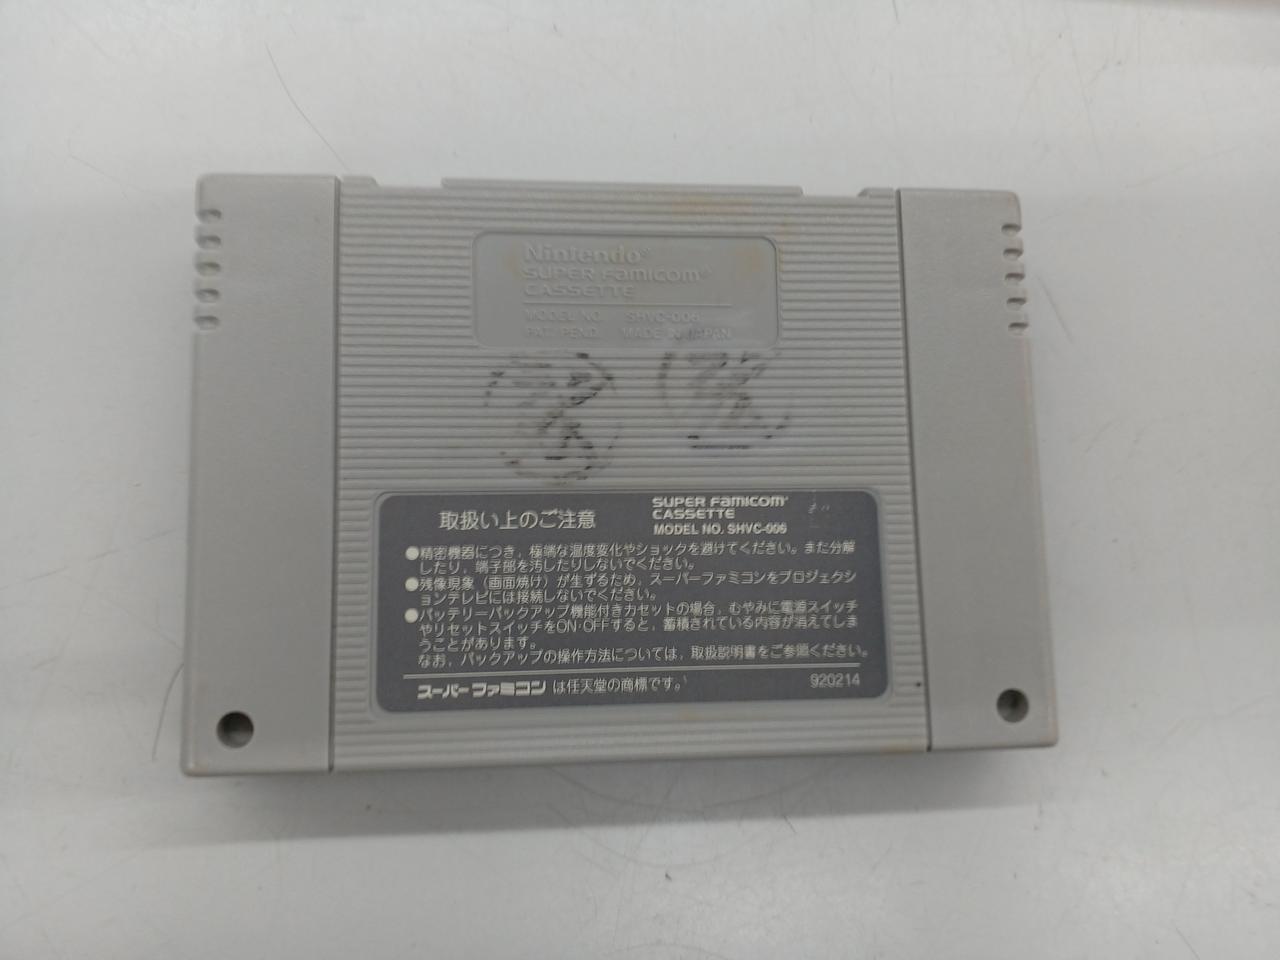 Nintendo®
SUPER FAMICOM®
CASSETTE
MODEL NO. SHVC-006
PAT. PEND. MADE IN JAPAN
取扱い上のご注意
SUPER FAMICOM
CASSETTE
MODEL NO. SHVC-006
●精密機器につき，極端な温度変化やショックを避けてください。また分解
したり，端子部を汚したりしないでください。
●残像現象（画面焼け）が生ずるため，スーパーファミコンをプロジェクシ
ョンテレビには接続しないでください。
●バッテリーバックアップ機能付きカセットの場合，むやみに電源スイッチ
やリセットスイッチをON·OFFすると，蓄積されている内容が消えてしま
うことがあります。
なお，バックアップの操作方法については，取扱説明書をご参照ください。
スーパーファミコン は任天堂の商標です。
920214